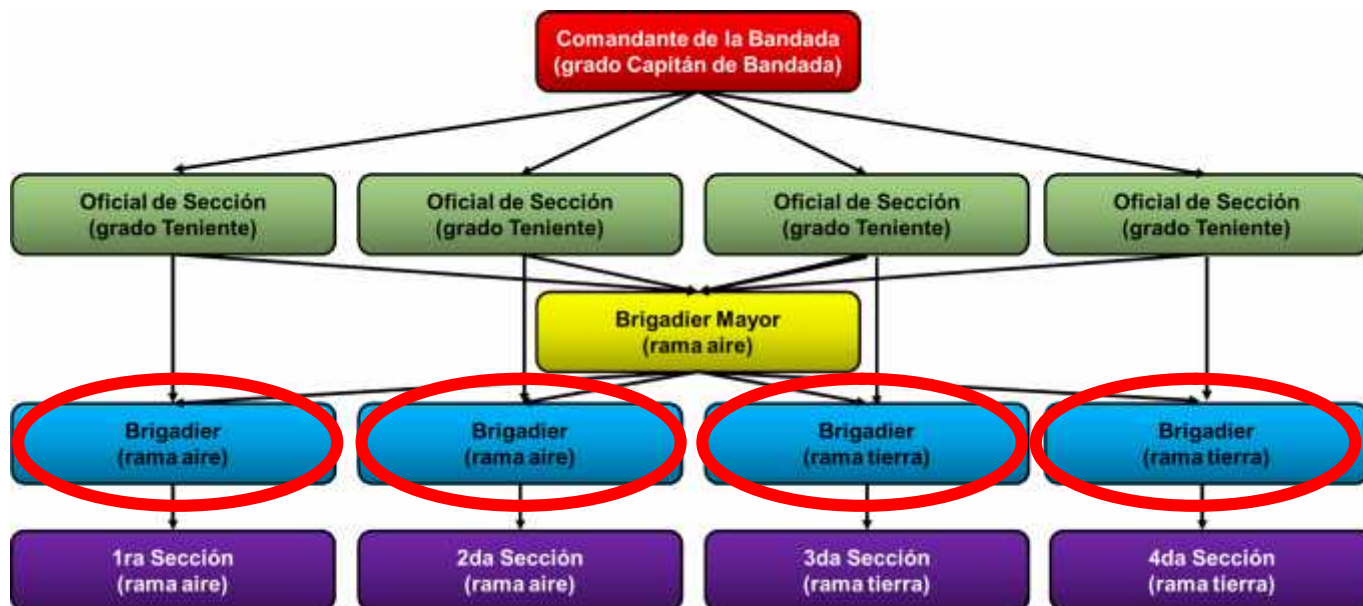 Comandante de la Bandada
(grado Capitán de Bandada)
Oficial de Sección
(grado Teniente)
Oficial de Sección
(grado Teniente)
Oficial de Sección
(grado Teniente)
Oficial de Sección
(grado Teniente)
Brigadier Mayor
(rama aire)
Brigadier
(rama aire)
Brigadier
(rama aire)
Brigadier
(rama tierra)
Brigadier
(rama tierra)
1ra Sección
(rama aire)
2da Sección
(rama aire)
3da Sección
(rama tierra)
4da Sección
(rama tierra)